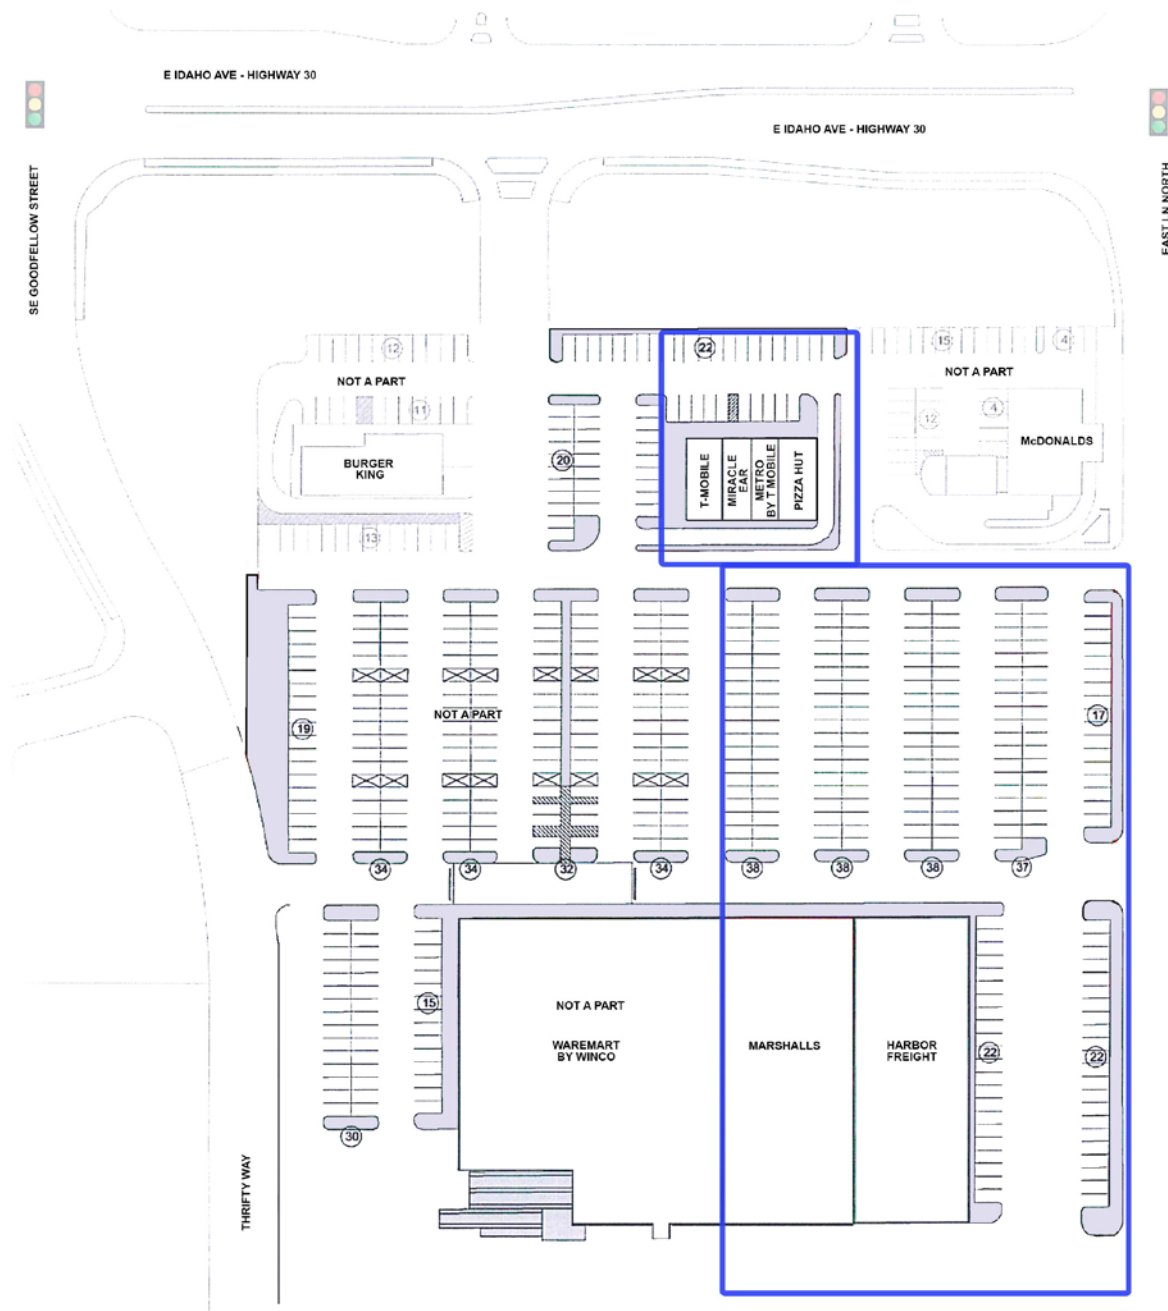 E IDAHO AVE - HIGHWAY 30
E IDAHO AVE - HIGHWAY 30
SE GOODFELLOW STREET
EAST LN NORTH
12
22
15
4
NOT A PART
NOT A PART
11
12
4
McDONALDS
BURGER
KING
20
T-MOBILE
MIRACLE
EAR
METRO
BY T MOBILE
PIZZA HUT
13
19
NOT A PART
17
34
34
32
34
38
38
38
37
15
NOT A PART
WAREMART
BY WINCO
MARSHALLS
HARBOR
FREIGHT
22
22
30
THRIFTY WAY